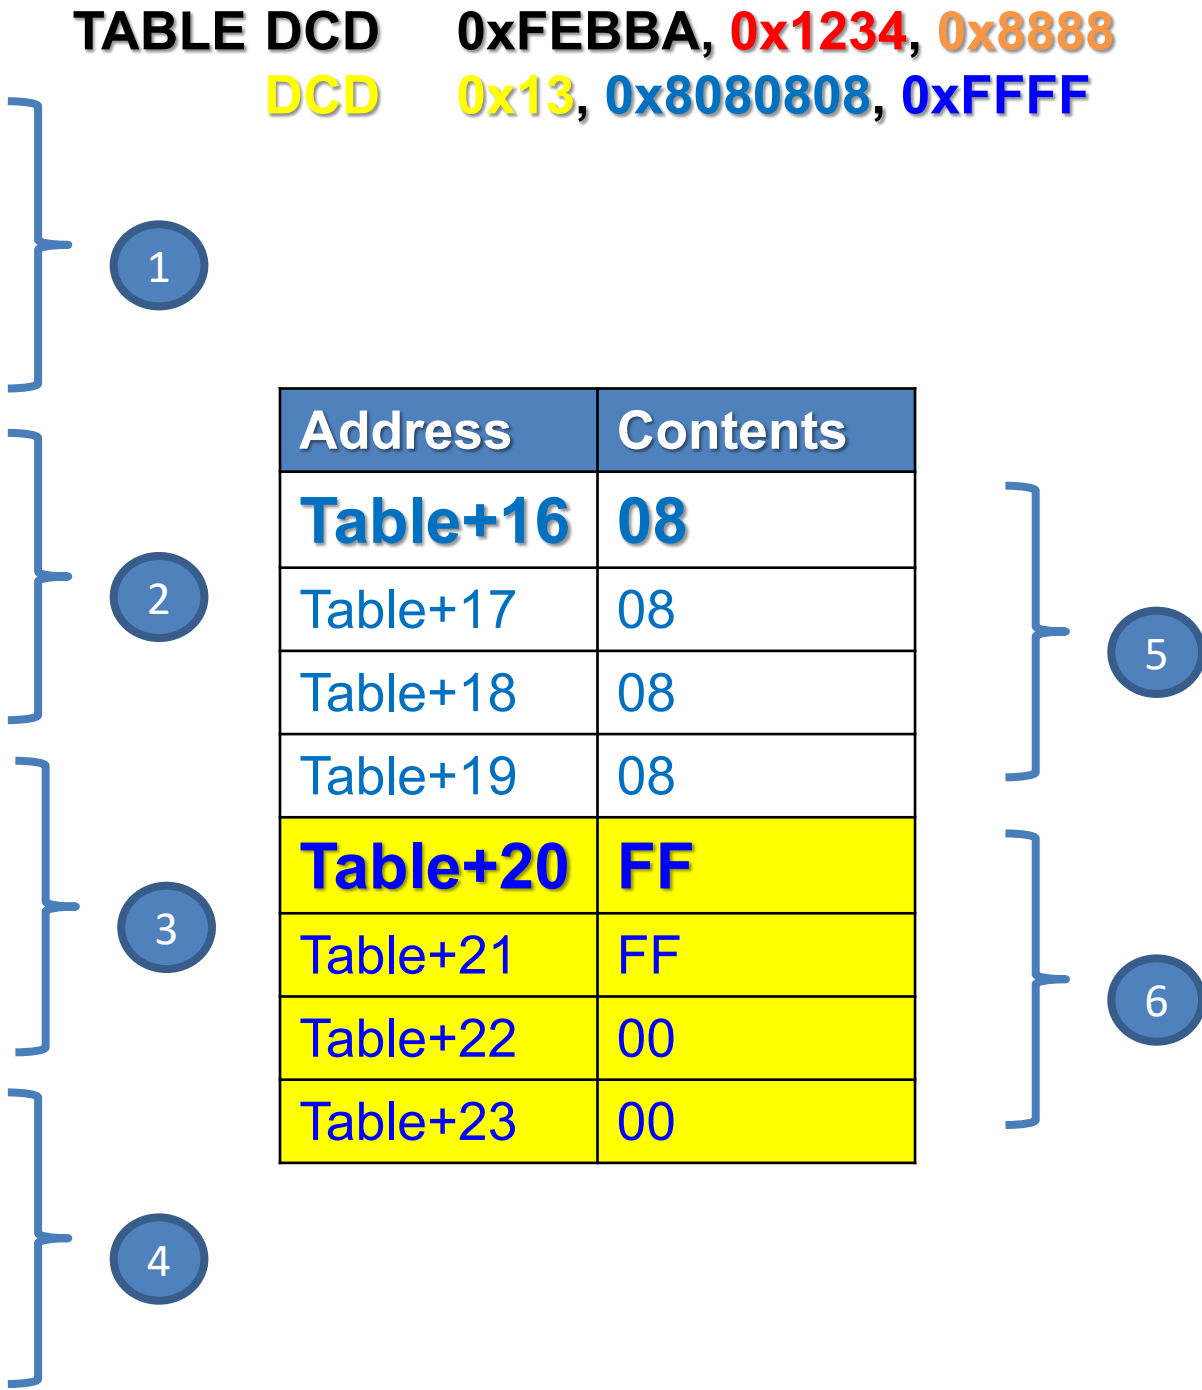 TABLE DCD 0xFEBBA, 0x1234, 0x8888
DCD 0x13, 0x8080808, 0xFFFF
1
2
3
4
Address Contents
Table+16 08
Table+17 08
Table+18 08
Table+19 08
Table+20 FF
Table+21 FF
Table+22 00
Table+23 00
5
6